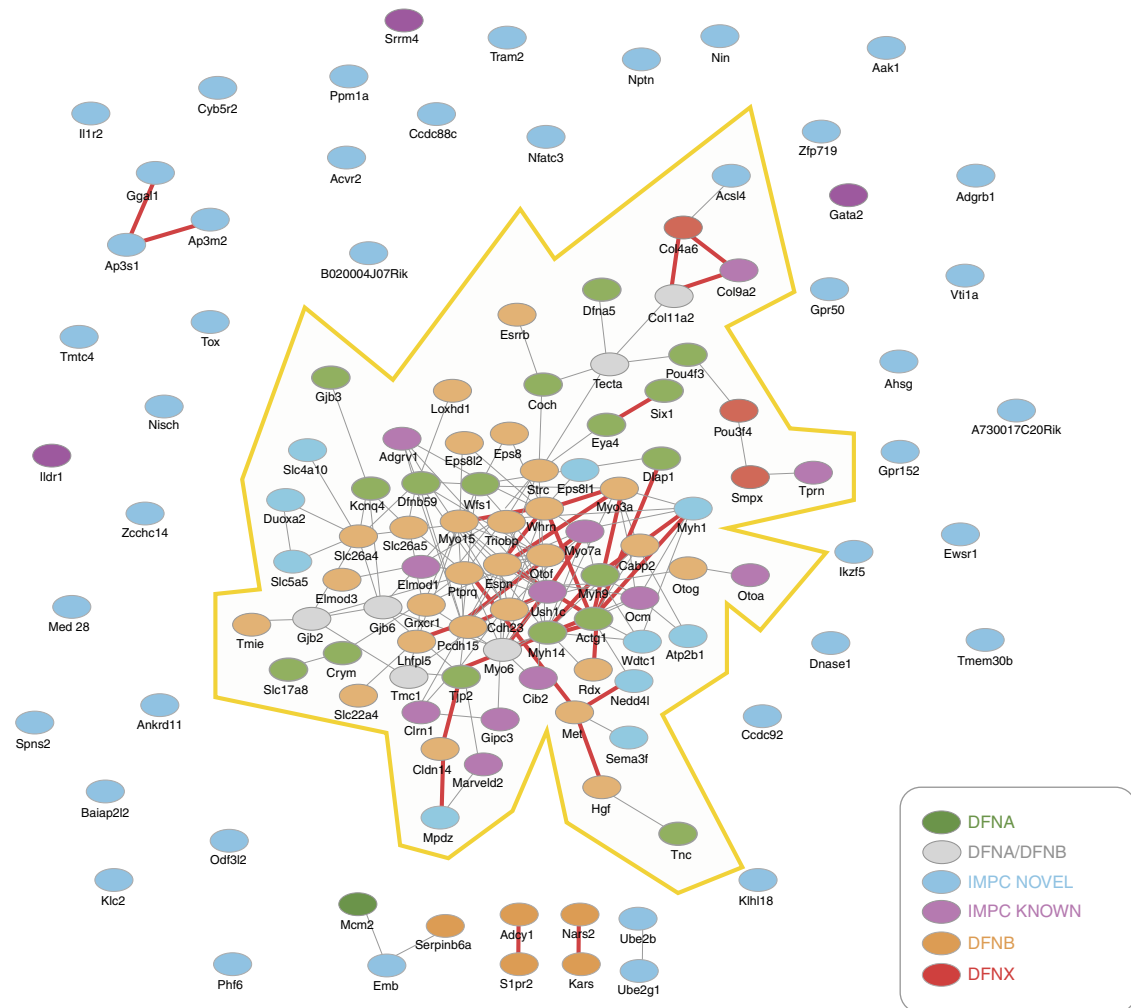 Srrm4
Tram2
Nin
Nptn
Aak1
Ppm1a
Cyb5r2
Il1r2
Ccdc88c
Nfatc3
Zfp719
Acvr2
Ggal1
Acsl4
Gata2
Adgrb1
Ap3m2
Ap3s1
Col4a6
B020004J07Rik
Col9a2
Vti1a
Gpr50
Dfna5
Col11a2
Esrrb
Tox
Tmtc4
Pou4f3
Ahsg
Tecta
Gjb3
Loxhd1
Coch
Six1
Nisch
Pou3f4
A730017C20Rik
Eya4
Adgrv1
Eps8l2
Eps8
Slc4a10
Ildr1
Gpr152
Diap1
Strc
Eps8l1
Smpx
Tprn
Kcnq4
Dfnb59
Wfs1
Duoxa2
Myo3a
Zcchc14
Myh1
Whrn
Slc26a4
Slc26a5
Myo15
Triobp
Myo7a
Ewsr1
Cabp2
Ikzf5
Slc5a5
Otof
Elmod3
Elmod1
Ptprq
Espn
Myh9
Otog
Otoa
Ush1c
Ocm
Med 28
Tmie
Gjb2
Gjb6
Grxcr1
Cdh23
Actg1
Pcdh15
Myh14
Wdtc1
Atp2b1
Lhfpl5
Myo6
Dnase1
Tmem30b
Slc17a8
Crym
Tmc1
Tjp2
Cib2
Rdx
Nedd4l
Slc22a4
Ankrd11
Spns2
Clrn1
Gipc3
Met
Ccdc92
Sema3f
Cldn14
Marveld2
Baiap2l2
Hgf
Mpdz
Odf3l2
Tnc
Klc2
Klhl18
Mcm2
Serpinb6a
Adcy1
Nars2
Ube2b
Phf6
Emb
S1pr2
Kars
Ube2g1
DFNA
DFNA/DFNB
IMPC NOVEL
IMPC KNOWN
DFNB
DFNX